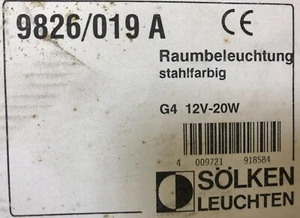 9826/019 A
CE
Raumbeleuchtung
stahlfarbig
G4 12V-20W
4 009721 918584
SÖLKEN
LEUCHTEN